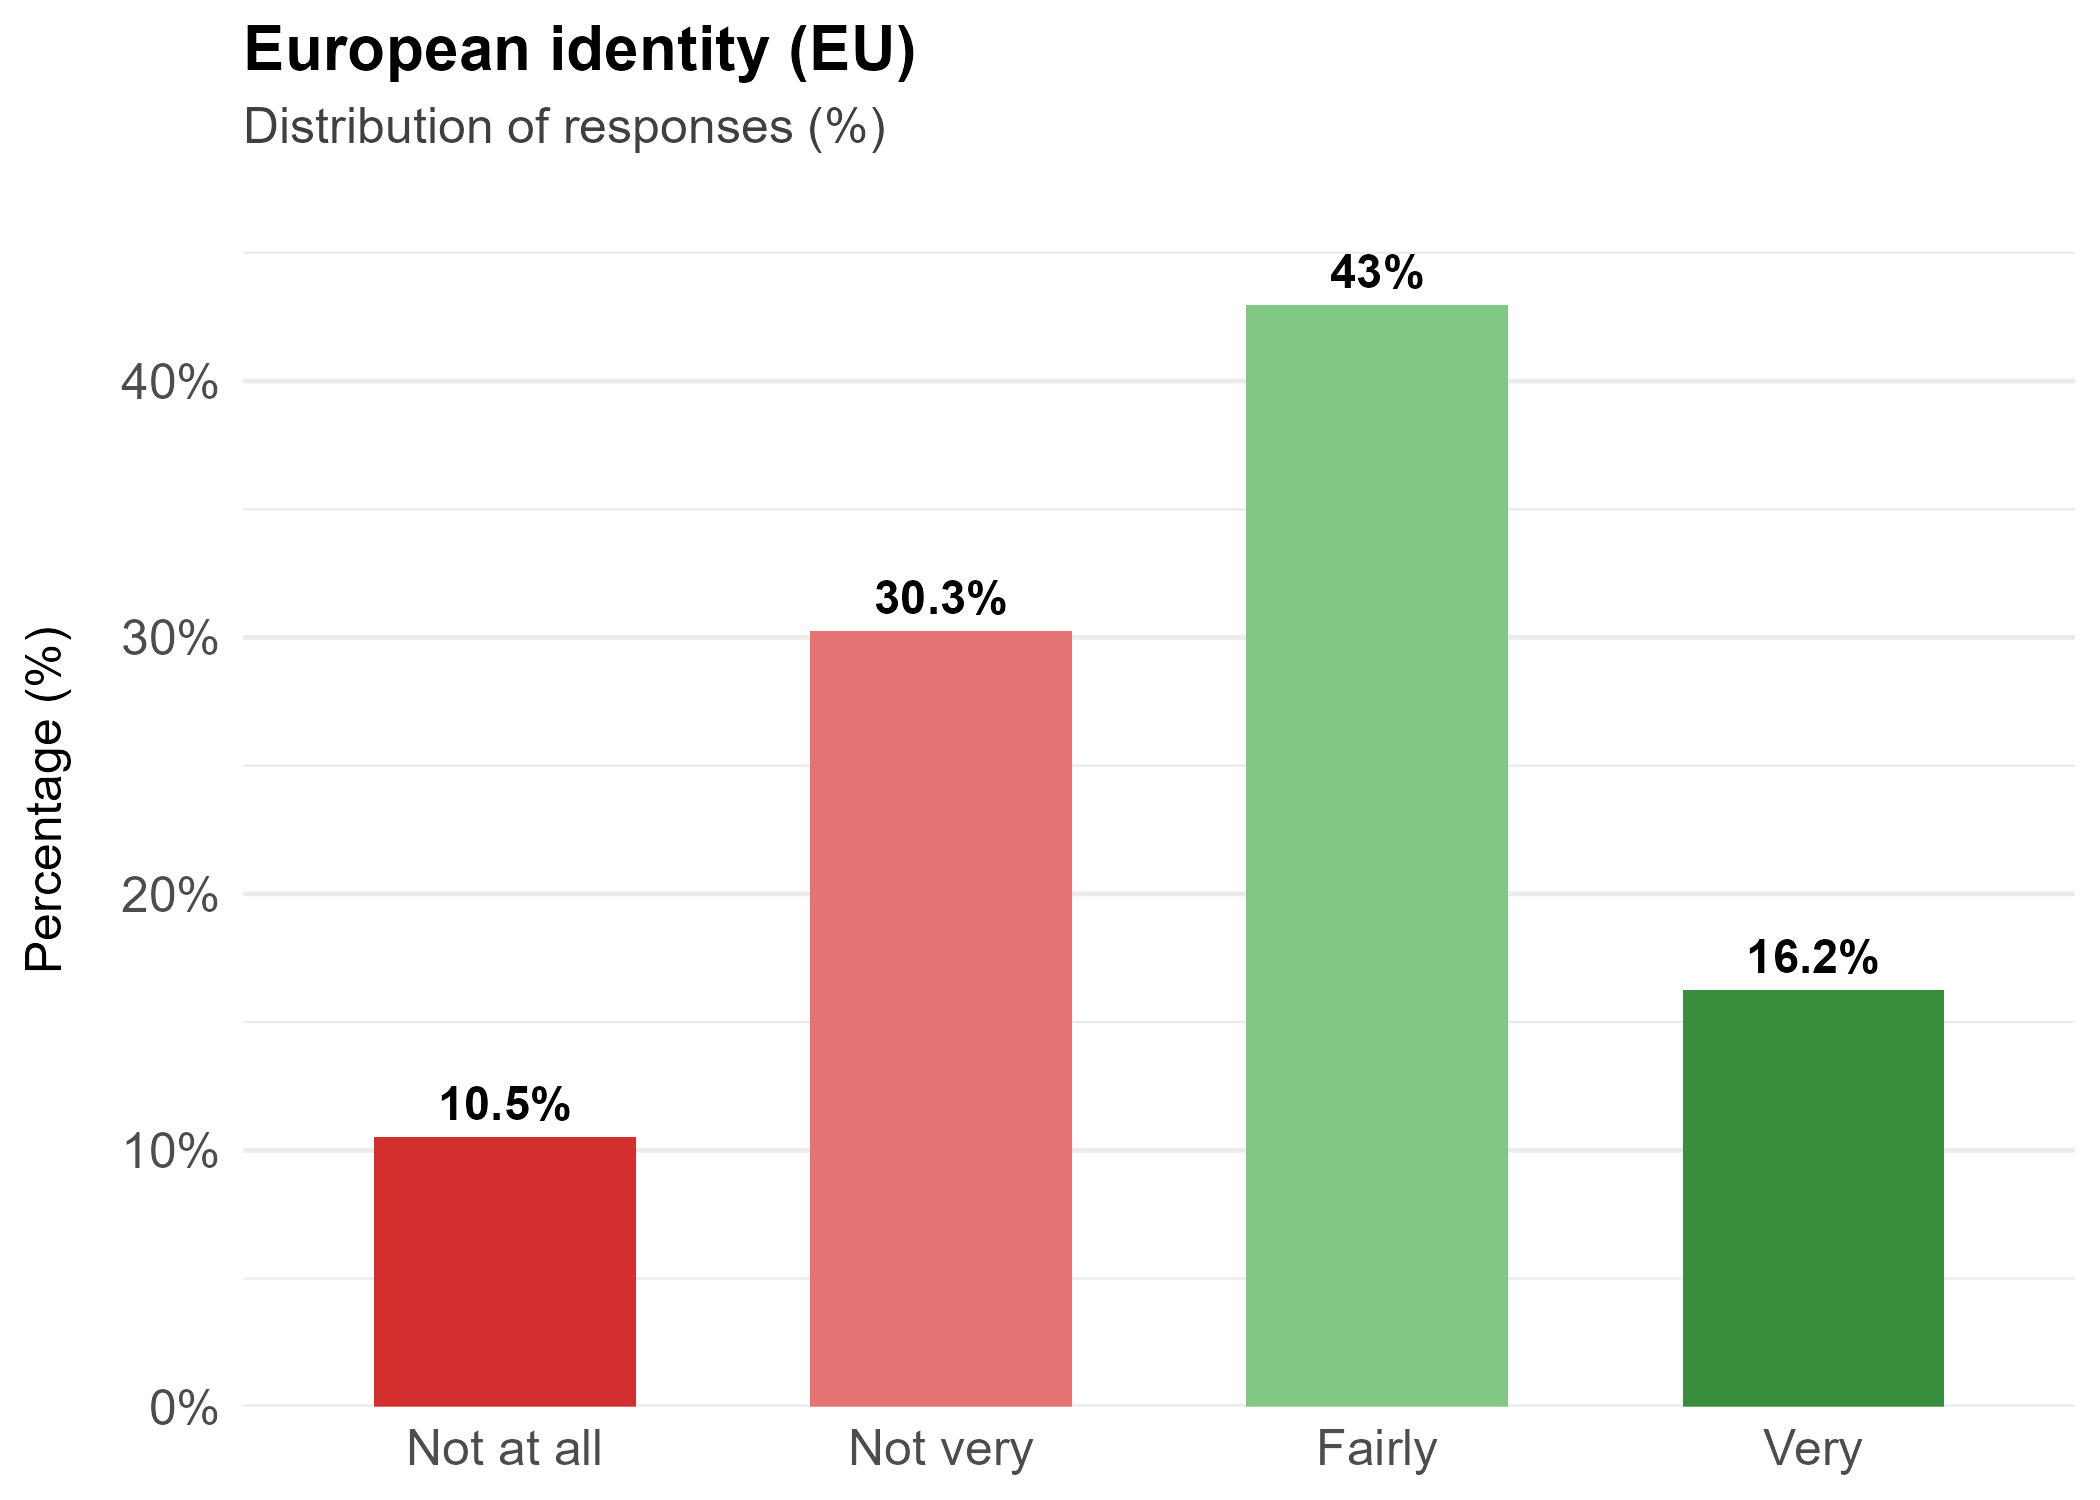 European identity (EU)
Distribution of responses (%)
Percentage (%)
40%
30%
20%
10%
0%
10.5%
30.3%
43%
16.2%
Not at all
Not very
Fairly
Very